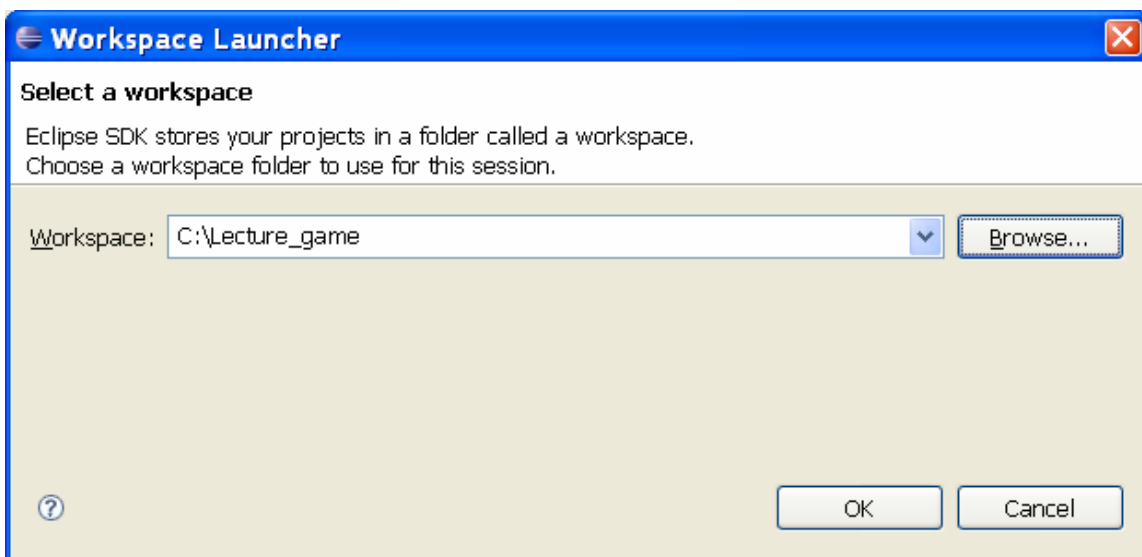 Workspace Launcher
Select a workspace
Eclipse SDK stores your projects in a folder called a workspace.
Choose a workspace folder to use for this session.
Workspace: C:\Lecture_game Browse...
? OK Cancel